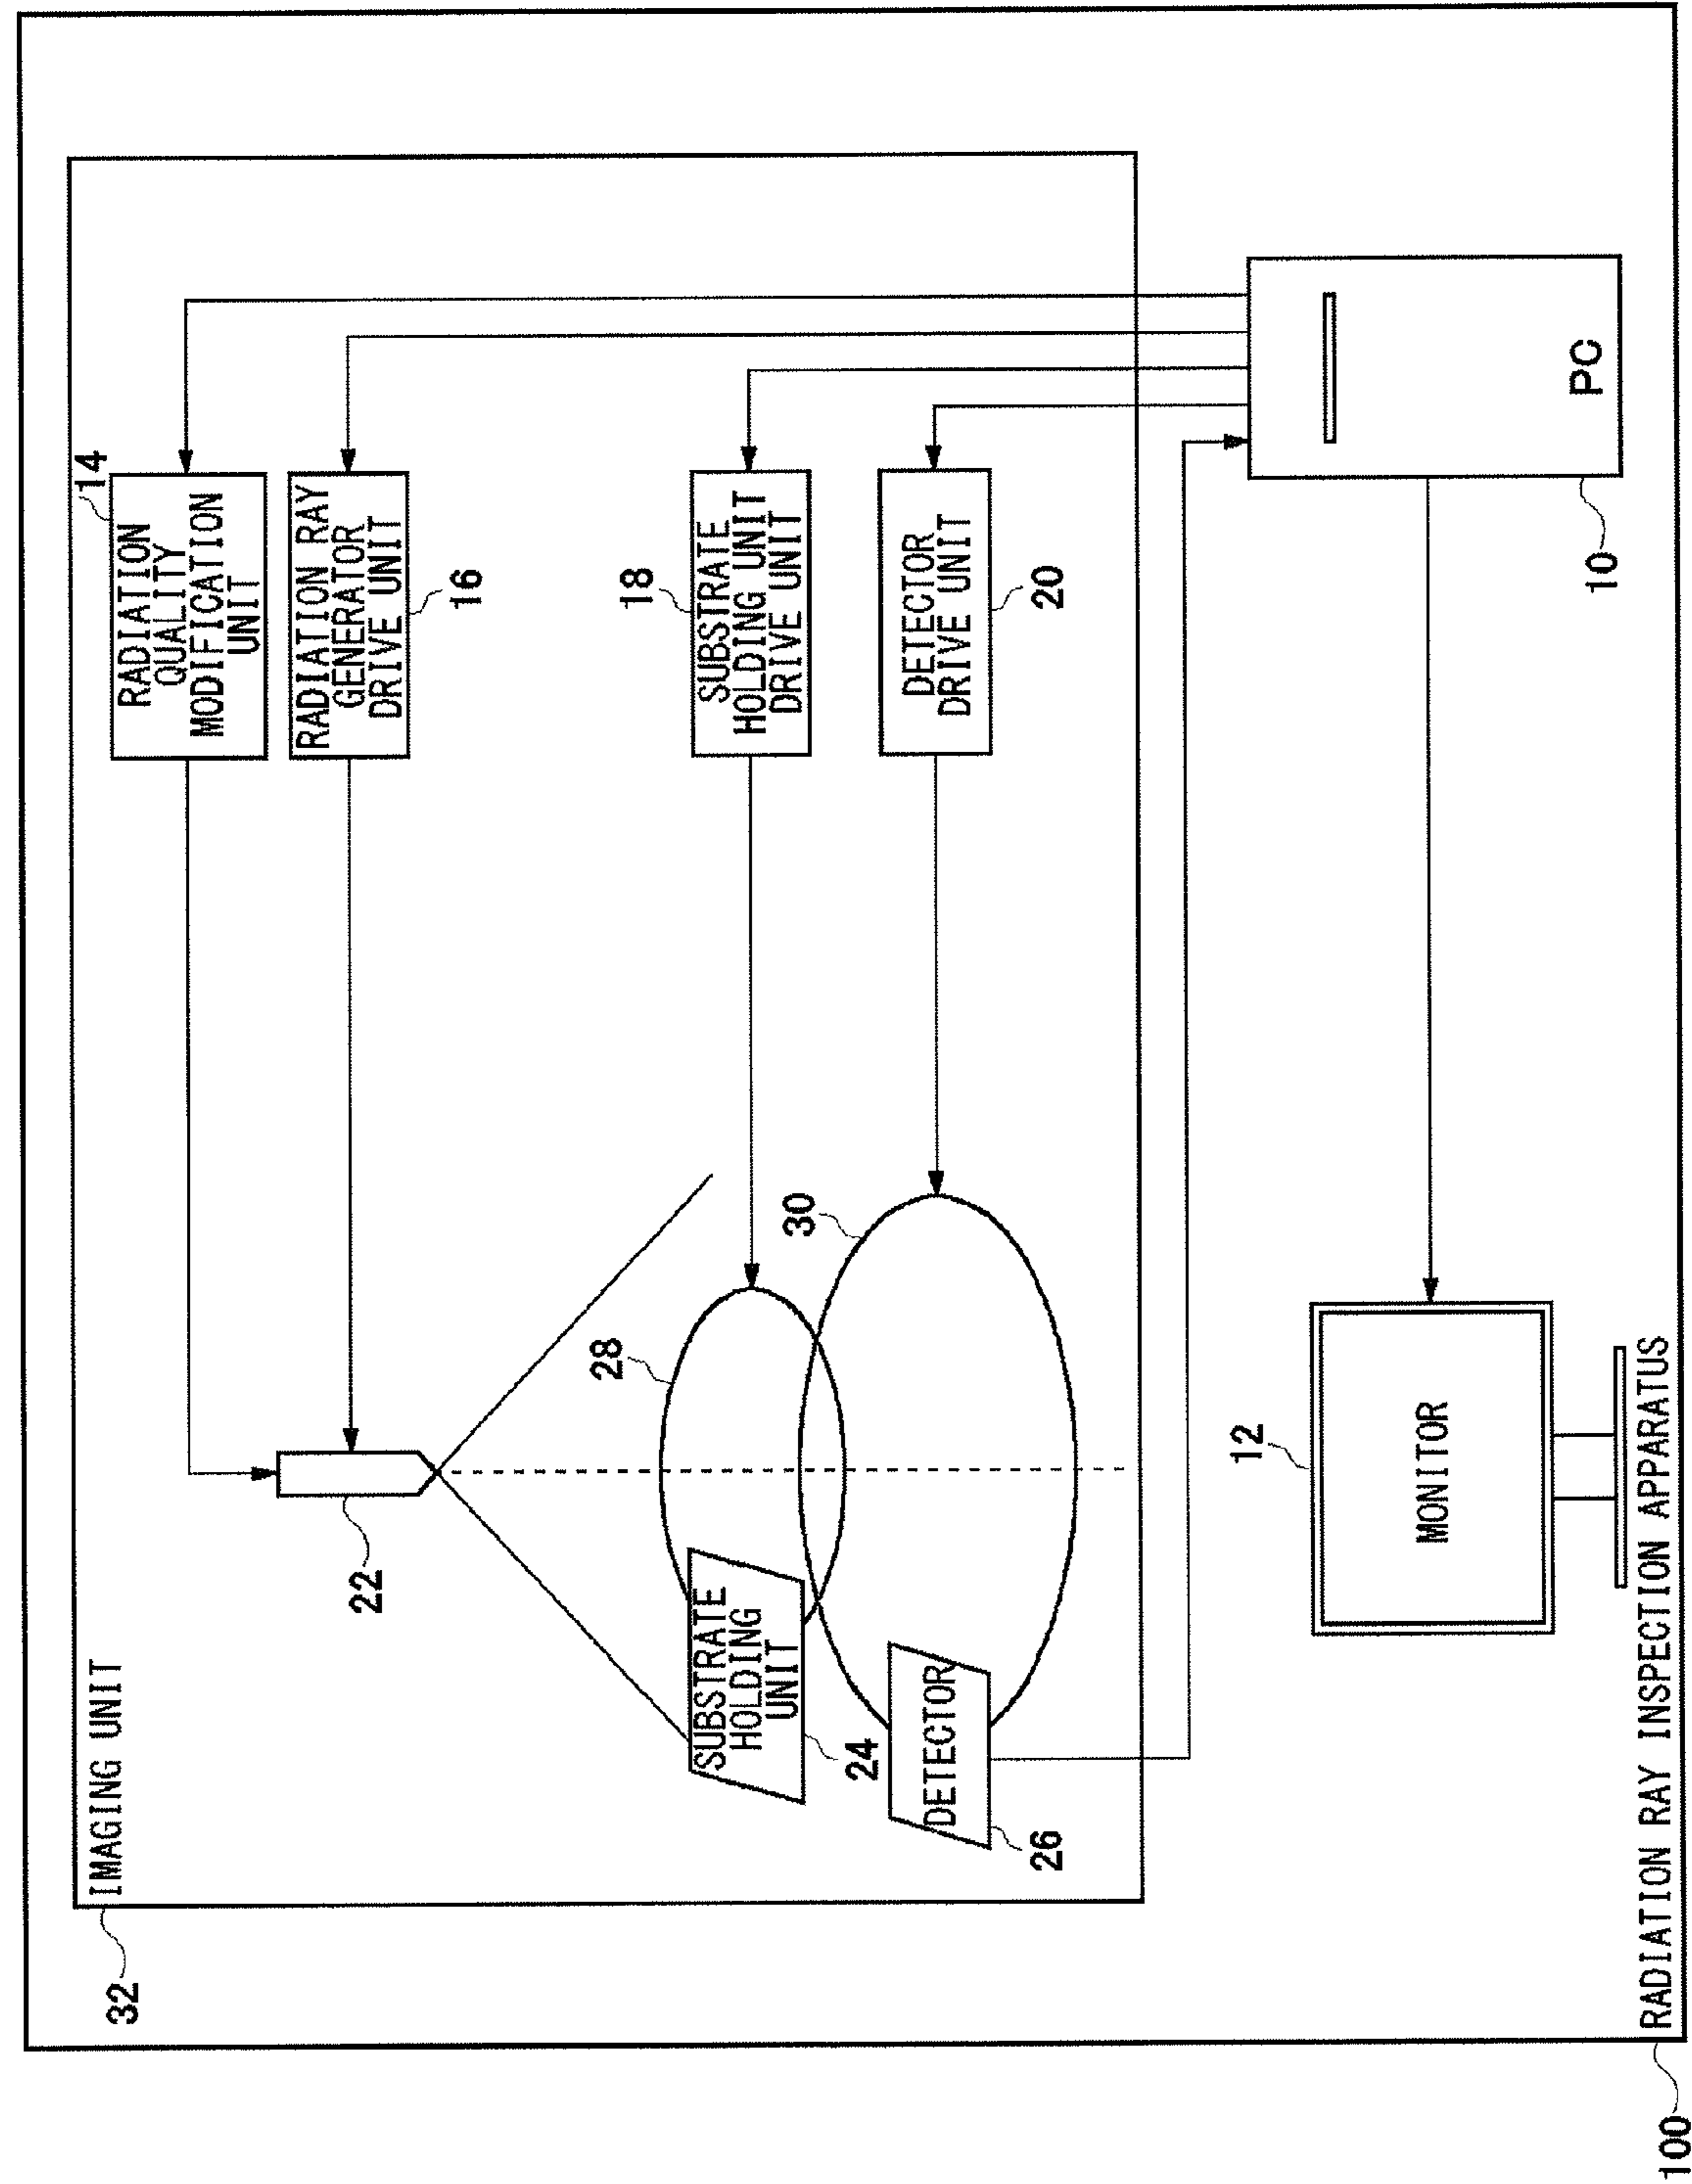 32
IMAGING UNIT
14
RADIATION
QUALITY
MODIFICATION
UNIT
22
RADIATION RAY
GENERATOR
DRIVE UNIT
16
28
18
SUBSTRATE
HOLDING UNIT
DRIVE UNIT
SUBSTRATE
HOLDING
UNIT
24
30
DETECTOR
DRIVE UNIT
20
DETECTOR
26
12
MONITOR
PC
10
RADIATION RAY INSPECTION APPARATUS
100